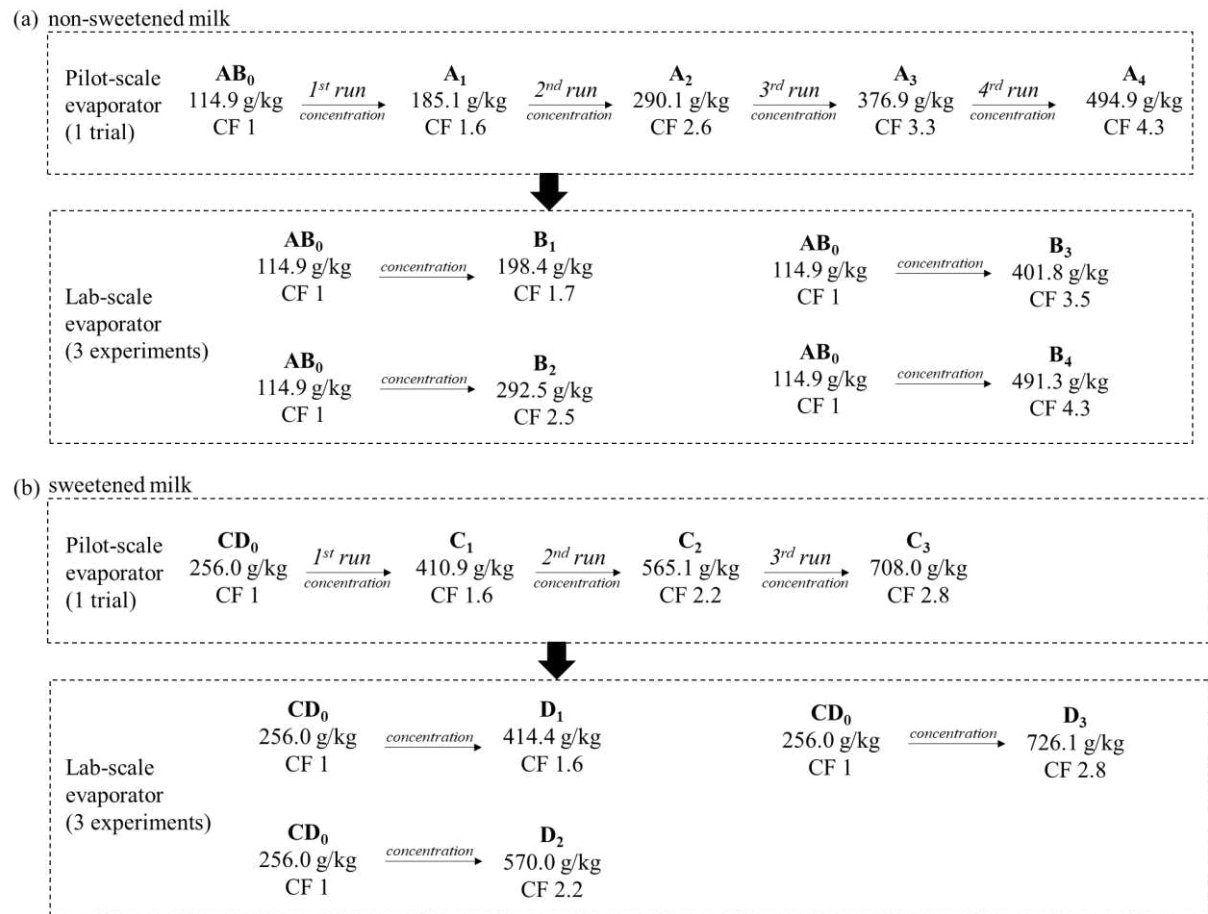 (a) non-sweetened milk
Pilot-scale
evaporator
(1 trial)
AB₀
114.9 g/kg
CF 1
1st run
concentration
A₁
185.1 g/kg
CF 1.6
2nd run
concentration
A₂
290.1 g/kg
CF 2.6
3rd run
concentration
A₃
376.9 g/kg
CF 3.3
4rd run
concentration
A₄
494.9 g/kg
CF 4.3
Lab-scale
evaporator
(3 experiments)
AB₀
114.9 g/kg
CF 1
concentration
B₁
198.4 g/kg
CF 1.7
AB₀
114.9 g/kg
CF 1
concentration
B₃
401.8 g/kg
CF 3.5
AB₀
114.9 g/kg
CF 1
concentration
B₂
292.5 g/kg
CF 2.5
AB₀
114.9 g/kg
CF 1
concentration
B₄
491.3 g/kg
CF 4.3
(b) sweetened milk
Pilot-scale
evaporator
(1 trial)
CD₀
256.0 g/kg
CF 1
1st run
concentration
C₁
410.9 g/kg
CF 1.6
2nd run
concentration
C₂
565.1 g/kg
CF 2.2
3rd run
concentration
C₃
708.0 g/kg
CF 2.8
Lab-scale
evaporator
(3 experiments)
CD₀
256.0 g/kg
CF 1
concentration
D₁
414.4 g/kg
CF 1.6
CD₀
256.0 g/kg
CF 1
concentration
D₃
726.1 g/kg
CF 2.8
CD₀
256.0 g/kg
CF 1
concentration
D₂
570.0 g/kg
CF 2.2